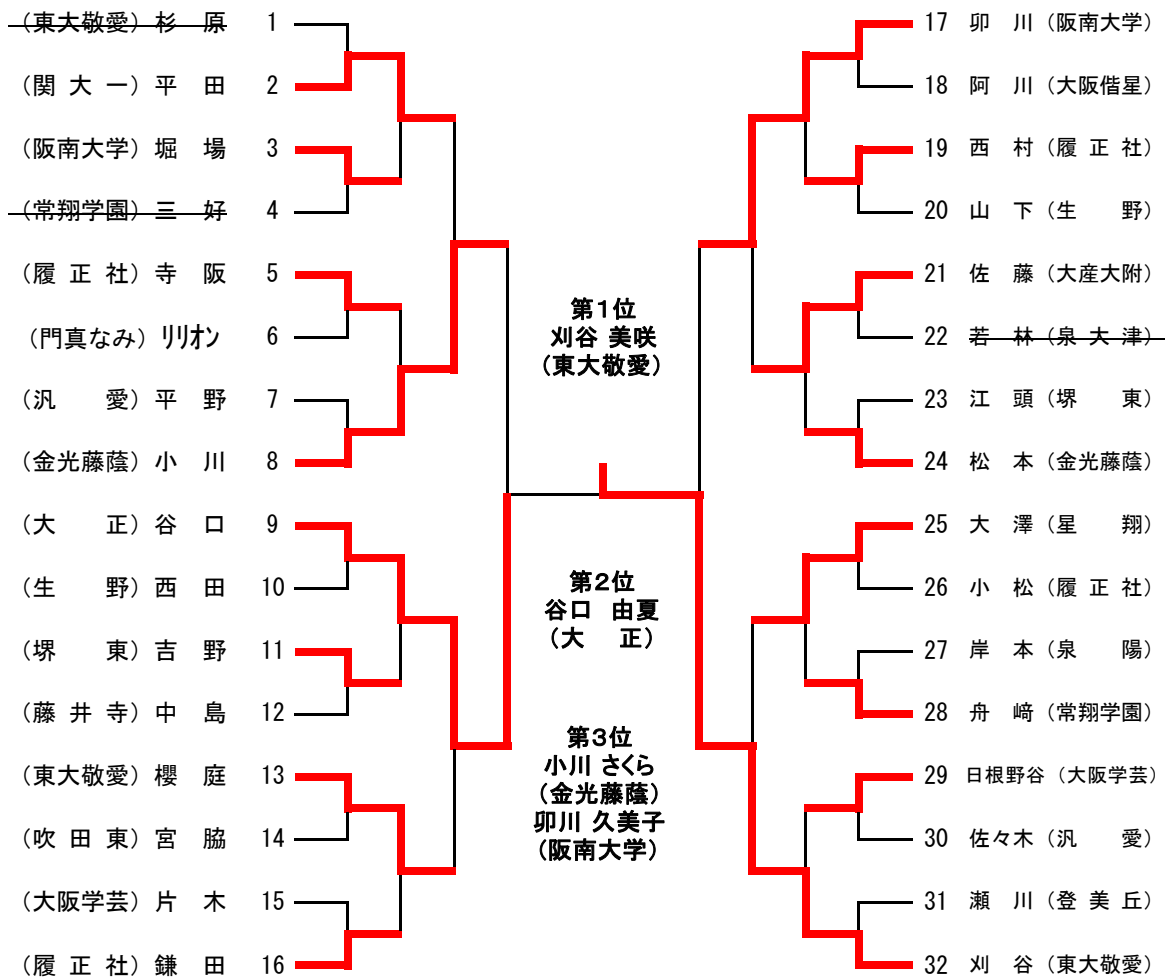 (東大敬愛) 杉 原 1
(関 大 一) 平 田 2
(阪南大学) 堀 場 3
(常翔学園) 三 好 4
(履 正 社) 寺 阪 5
(門真なみ) リリオン 6
(汎 愛) 平 野 7
(金光藤蔭) 小 川 8
(大 正) 谷 口 9
(生 野) 西 田 10
(堺 東) 吉 野 11
(藤 井 寺) 中 島 12
(東大敬愛) 櫻 庭 13
(吹 田 東) 宮 脇 14
(大阪学芸) 片 木 15
(履 正 社) 鎌 田 16
第1位
刈谷 美咲
(東大敬愛)
第2位
谷口 由夏
(大 正)
第3位
小川 さくら
(金光藤蔭)
卯川 久美子
(阪南大学)
17 卯 川 (阪南大学)
18 阿 川 (大阪偕星)
19 西 村 (履 正 社)
20 山 下 (生 野)
21 佐 藤 (大産大附)
22 若 林 (泉 大 津)
23 江 頭 (堺 東)
24 松 本 (金光藤蔭)
25 大 澤 (星 翔)
26 小 松 (履 正 社)
27 岸 本 (泉 陽)
28 舟 﨑 (常翔学園)
29 日根野谷 (大阪学芸)
30 佐々木 (汎 愛)
31 瀬 川 (登 美 丘)
32 刈 谷 (東大敬愛)